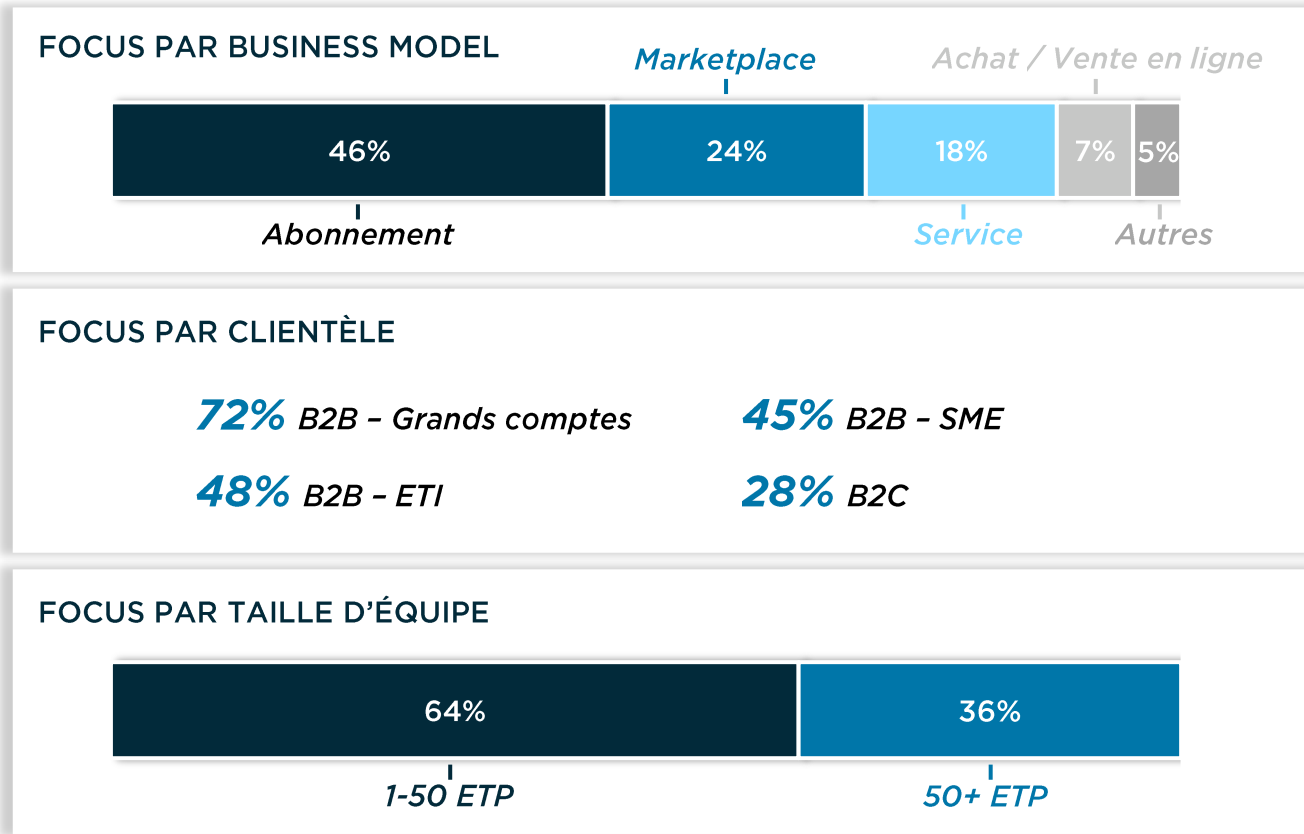 FOCUS PAR BUSINESS MODEL
Marketplace
Achat / Vente en ligne
46%
24%
18%
7%
5%
Abonnement
Service
Autres
FOCUS PAR CLIENTÈLE
72% B2B – Grands comptes
45% B2B – SME
48% B2B – ETI
28% B2C
FOCUS PAR TAILLE D’ÉQUIPE
64%
36%
1-50 ETP
50+ ETP